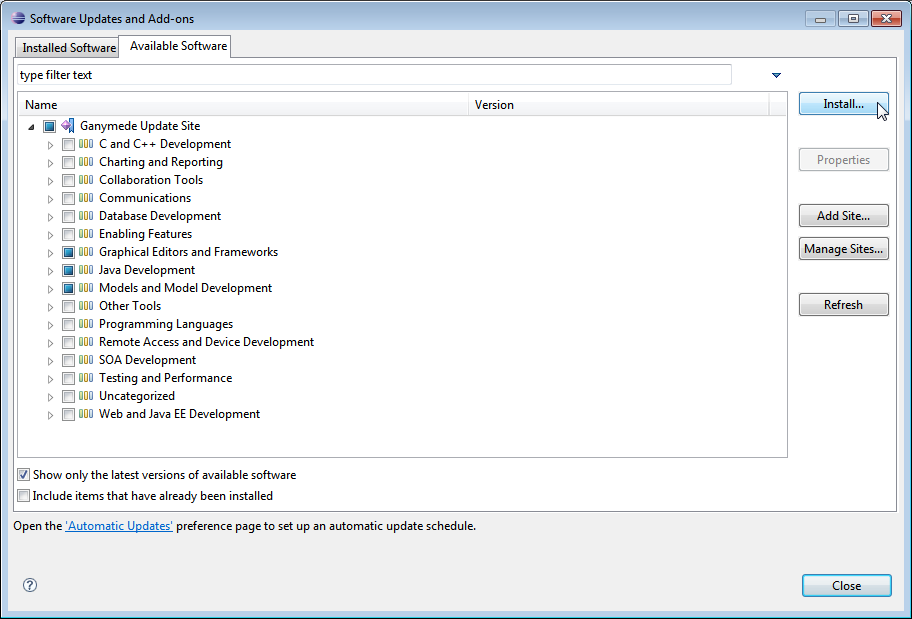 Software Updates and Add-ons
Installed Software Available Software
type filter text
Name Version
Install...
Ganymede Update Site
C and C++ Development
Charting and Reporting
Properties
Collaboration Tools
Communications
Database Development
Add Site...
Enabling Features
Graphical Editors and Frameworks
Manage Sites...
Java Development
Models and Model Development
Other Tools
Refresh
Programming Languages
Remote Access and Device Development
SOA Development
Testing and Performance
Uncategorized
Web and Java EE Development
Show only the latest versions of available software
Include items that have already been installed
Open the 'Automatic Updates' preference page to set up an automatic update schedule.
?
Close